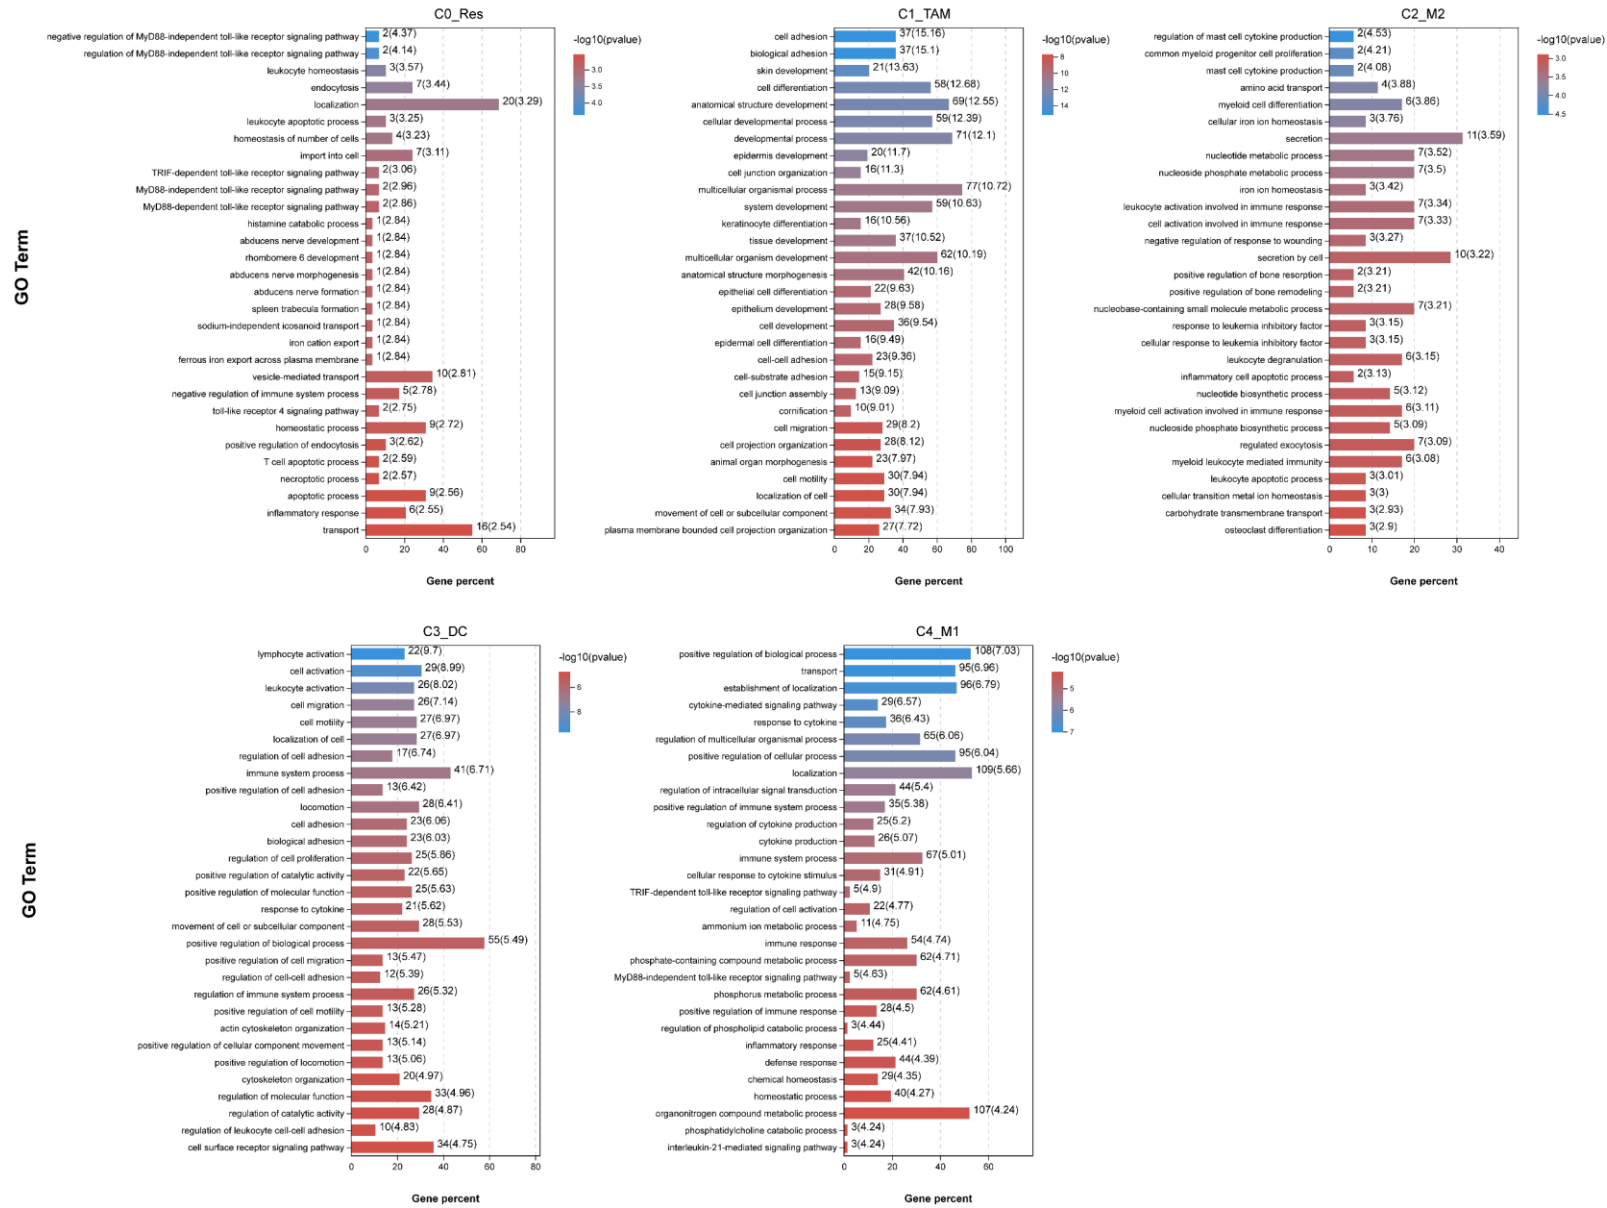 C0_Res
GO Term
negative regulation of MyD88-independent toll-like receptor signaling pathway 2(4.37)
regulation of MyD88-independent toll-like receptor signaling pathway 2(4.14)
leukocyte homeostasis 3(3.57)
endocytosis 7(3.44)
localization 20(3.29)
leukocyte apoptotic process 3(3.25)
homeostasis of number of cells 4(3.23)
import into cell 7(3.11)
TRIF-dependent toll-like receptor signaling pathway 2(3.06)
MyD88-independent toll-like receptor signaling pathway 2(2.96)
MyD88-dependent toll-like receptor signaling pathway 2(2.86)
histamine catabolic process 1(2.84)
abducens nerve development 1(2.84)
rhombomere 6 development 1(2.84)
abducens nerve morphogenesis 1(2.84)
abducens nerve formation 1(2.84)
spleen trabecula formation 1(2.84)
sodium-independent icosanoid transport 1(2.84)
iron cation export 1(2.84)
ferrous iron export across plasma membrane 1(2.84)
vesicle-mediated transport 10(2.81)
negative regulation of immune system process 5(2.78)
toll-like receptor 4 signaling pathway 2(2.75)
homeostatic process 9(2.72)
positive regulation of endocytosis 3(2.62)
T cell apoptotic process 2(2.59)
necroptotic process 2(2.57)
apoptotic process 9(2.56)
inflammatory response 6(2.55)
transport 16(2.54)
0 20 40 60 80
Gene percent
-log10(pvalue)
3.0
3.5
4.0
C1_TAM
cell adhesion 37(15.16)
biological adhesion 37(15.1)
skin development 21(13.63)
cell differentiation 58(12.68)
anatomical structure development 69(12.55)
cellular developmental process 59(12.39)
developmental process 71(12.1)
epidermis development 20(11.7)
cell junction organization 16(11.3)
multicellular organismal process 77(10.72)
system development 59(10.63)
keratinocyte differentiation 16(10.56)
tissue development 37(10.52)
multicellular organism development 62(10.19)
anatomical structure morphogenesis 42(10.16)
epithelial cell differentiation 22(9.63)
epithelium development 28(9.58)
cell development 36(9.54)
epidermal cell differentiation 16(9.49)
cell-cell adhesion 23(9.36)
cell-substrate adhesion 15(9.15)
cell junction assembly 13(9.09)
cornification 10(9.01)
cell migration 29(8.2)
cell projection organization 28(8.12)
animal organ morphogenesis 23(7.97)
cell motility 30(7.94)
localization of cell 30(7.94)
movement of cell or subcellular component 34(7.93)
plasma membrane bounded cell projection organization 27(7.72)
0 20 40 60 80 100
Gene percent
-log10(pvalue)
8
10
12
14
C2_M2
regulation of mast cell cytokine production 2(4.53)
common myeloid progenitor cell proliferation 2(4.21)
mast cell cytokine production 2(4.08)
amino acid transport 4(3.88)
myeloid cell differentiation 6(3.86)
cellular iron ion homeostasis 3(3.76)
secretion 11(3.59)
nucleotide metabolic process 7(3.52)
nucleoside phosphate metabolic process 7(3.5)
iron ion homeostasis 3(3.42)
leukocyte activation involved in immune response 7(3.34)
cell activation involved in immune response 7(3.33)
negative regulation of response to wounding 3(3.27)
secretion by cell 10(3.22)
positive regulation of bone resorption 2(3.21)
positive regulation of bone remodeling 2(3.21)
nucleobase-containing small molecule metabolic process 7(3.21)
response to leukemia inhibitory factor 3(3.15)
cellular response to leukemia inhibitory factor 3(3.15)
leukocyte degranulation 6(3.15)
inflammatory cell apoptotic process 2(3.13)
nucleotide biosynthetic process 5(3.12)
myeloid cell activation involved in immune response 6(3.11)
nucleoside phosphate biosynthetic process 5(3.09)
regulated exocytosis 7(3.09)
myeloid leukocyte mediated immunity 6(3.08)
leukocyte apoptotic process 3(3.01)
cellular transition metal ion homeostasis 3(3)
carbohydrate transmembrane transport 3(2.93)
osteoclast differentiation 3(2.9)
0 10 20 30 40
Gene percent
-log10(pvalue)
3.0
3.5
4.0
4.5
C3_DC
GO Term
lymphocyte activation 22(9.7)
cell activation 29(8.99)
leukocyte activation 26(8.02)
cell migration 26(7.14)
cell motility 27(6.97)
localization of cell 27(6.97)
regulation of cell adhesion 17(6.74)
immune system process 41(6.71)
positive regulation of cell adhesion 13(6.42)
locomotion 28(6.41)
cell adhesion 23(6.06)
biological adhesion 23(6.03)
regulation of cell proliferation 25(5.86)
positive regulation of catalytic activity 22(5.65)
positive regulation of molecular function 25(5.63)
response to cytokine 21(5.62)
movement of cell or subcellular component 28(5.53)
positive regulation of biological process 55(5.49)
positive regulation of cell migration 13(5.47)
regulation of cell-cell adhesion 12(5.39)
regulation of immune system process 26(5.32)
positive regulation of cell motility 13(5.28)
actin cytoskeleton organization 14(5.21)
positive regulation of cellular component movement 13(5.14)
positive regulation of locomotion 13(5.06)
cytoskeleton organization 20(4.97)
regulation of molecular function 33(4.96)
regulation of catalytic activity 28(4.87)
regulation of leukocyte cell-cell adhesion 10(4.83)
cell surface receptor signaling pathway 34(4.75)
0 20 40 60 80
Gene percent
-log10(pvalue)
6
8
C4_M1
positive regulation of biological process 108(7.03)
transport 95(6.96)
establishment of localization 96(6.79)
cytokine-mediated signaling pathway 29(6.57)
response to cytokine 36(6.43)
regulation of multicellular organismal process 65(6.06)
positive regulation of cellular process 95(6.04)
localization 109(5.66)
regulation of intracellular signal transduction 44(5.4)
positive regulation of immune system process 35(5.38)
regulation of cytokine production 25(5.2)
cytokine production 26(5.07)
immune system process 67(5.01)
cellular response to cytokine stimulus 31(4.91)
TRIF-dependent toll-like receptor signaling pathway 5(4.9)
regulation of cell activation 22(4.77)
ammonium ion metabolic process 11(4.75)
immune response 54(4.74)
phosphate-containing compound metabolic process 62(4.71)
MyD88-independent toll-like receptor signaling pathway 5(4.63)
phosphorus metabolic process 62(4.61)
positive regulation of immune response 28(4.5)
regulation of phospholipid catabolic process 3(4.44)
inflammatory response 25(4.41)
defense response 44(4.39)
chemical homeostasis 29(4.35)
homeostatic process 40(4.27)
organonitrogen compound metabolic process 107(4.24)
phosphatidylcholine catabolic process 3(4.24)
interleukin-21-mediated signaling pathway 3(4.24)
0 20 40 60
Gene percent
-log10(pvalue)
5
6
7